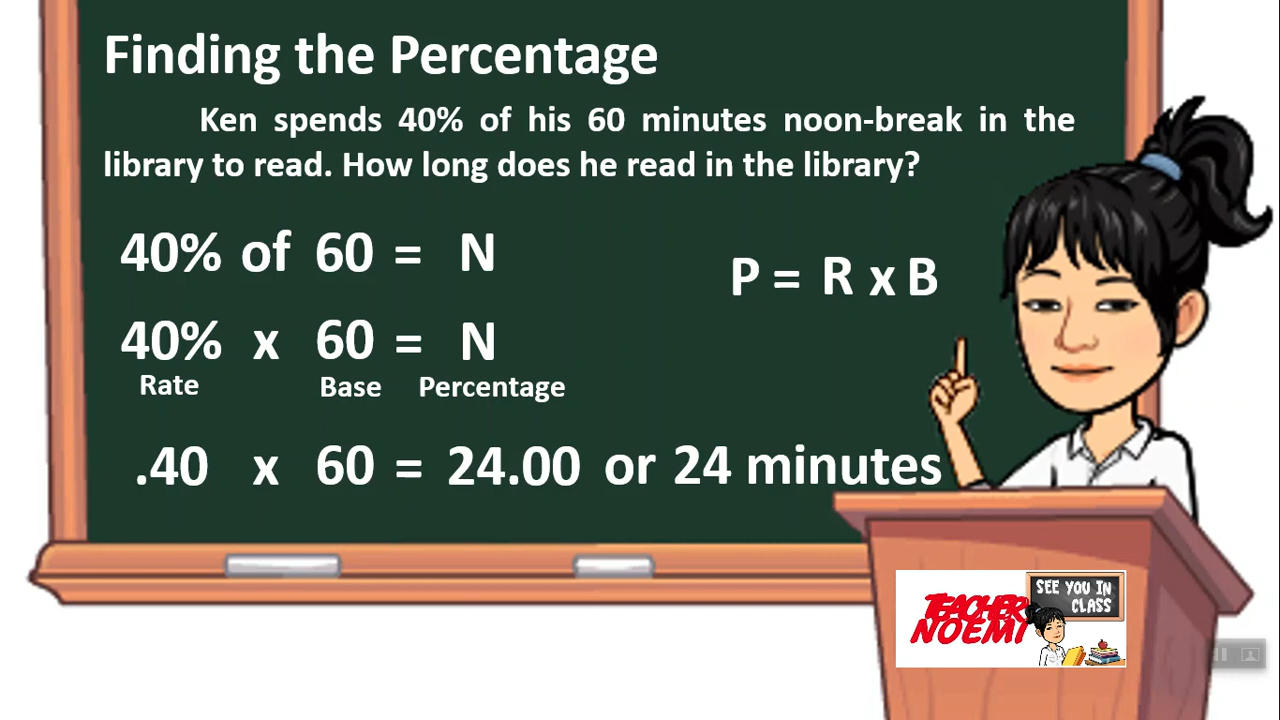 Finding the Percentage
Ken spends 40% of his 60 minutes noon-break in the
library to read. How long does he read in the library?
40% of 60 = N
P = R x B
40% x 60 = N
Rate Base Percentage
.40 x 60 = 24.00 or 24 minutes
SEE YOU IN
CLASS
TEACHER
NOEMI